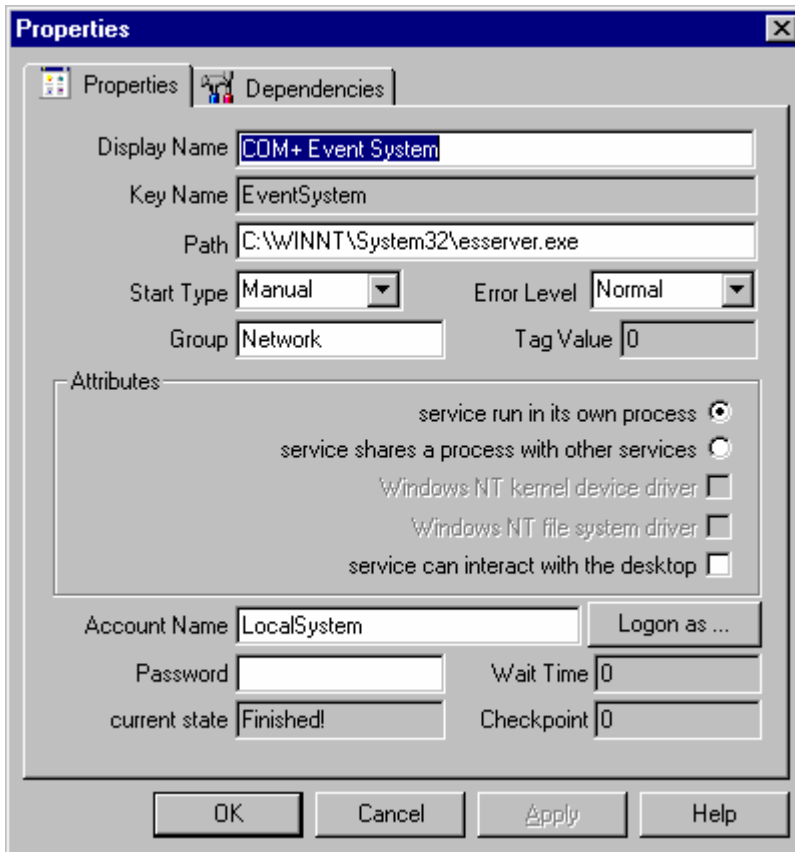 Properties
Properties Dependencies
Display Name COM+ Event System
Key Name EventSystem
Path C:\WINNT\System32\esserver.exe
Start Type Manual Error Level Normal
Group Network Tag Value 0
Attributes
service run in its own process
service shares a process with other services
Windows NT kernel device driver
Windows NT file system driver
service can interact with the desktop
Account Name LocalSystem Logon as ...
Password Wait Time 0
current state Finished! Checkpoint 0
OK Cancel Apply Help